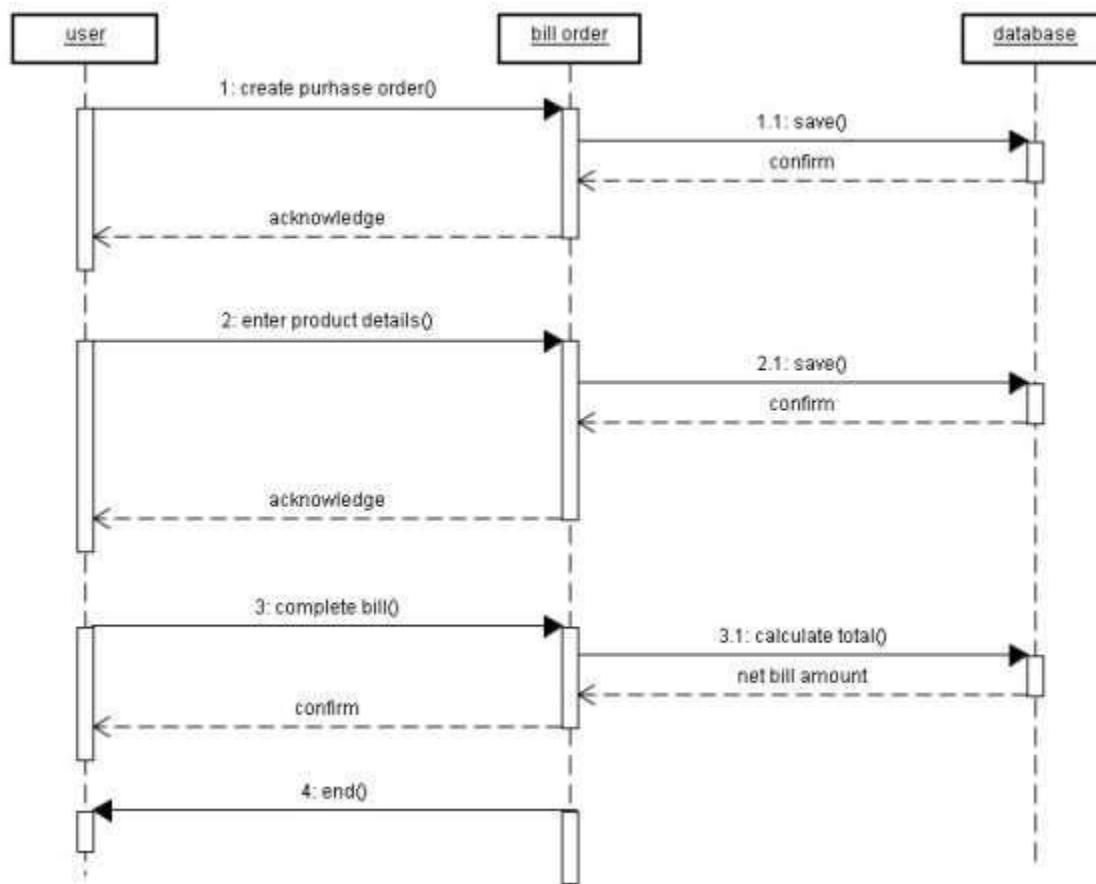 user
bill order
database
1: create purhase order()
1.1: save()
confirm
acknowledge
2: enter product details()
2.1: save()
confirm
acknowledge
3: complete bill()
3.1: calculate total()
net bill amount
confirm
4: end()